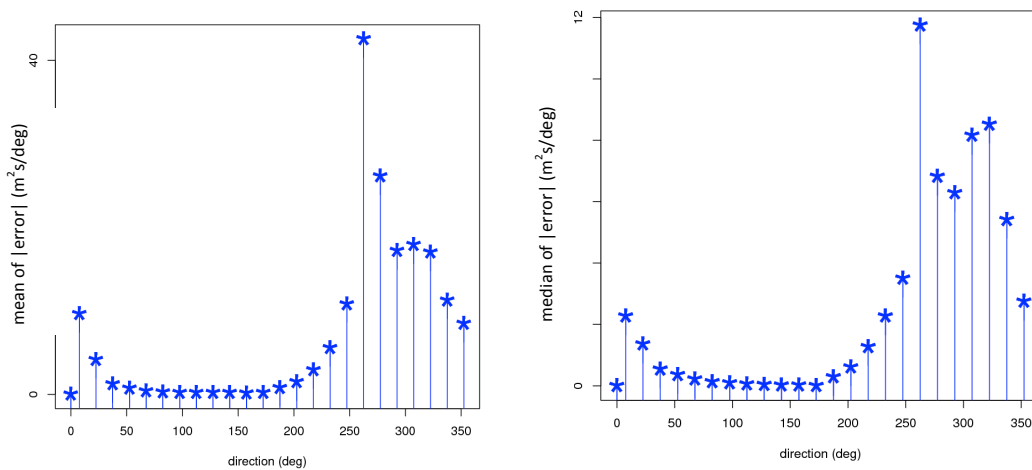 40
0
mean of |error| (m²s/deg)
0 50 100 150 200 250 300 350
direction (deg)
12
0
median of |error| (m²s/deg)
0 50 100 150 200 250 300 350
direction (deg)